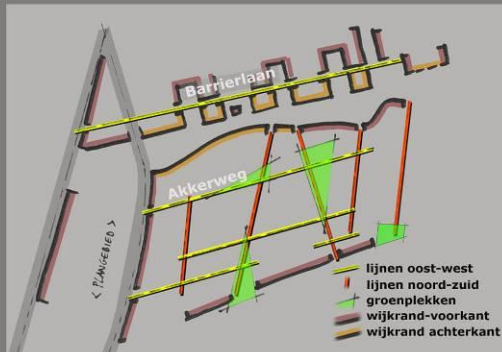 Barrierlaan
Akkerweg
< PLANGEBIED >
lijnen oost-west
lijnen noord-zuid
groenplekken
wijkrand-voorkant
wijkrand achterkant